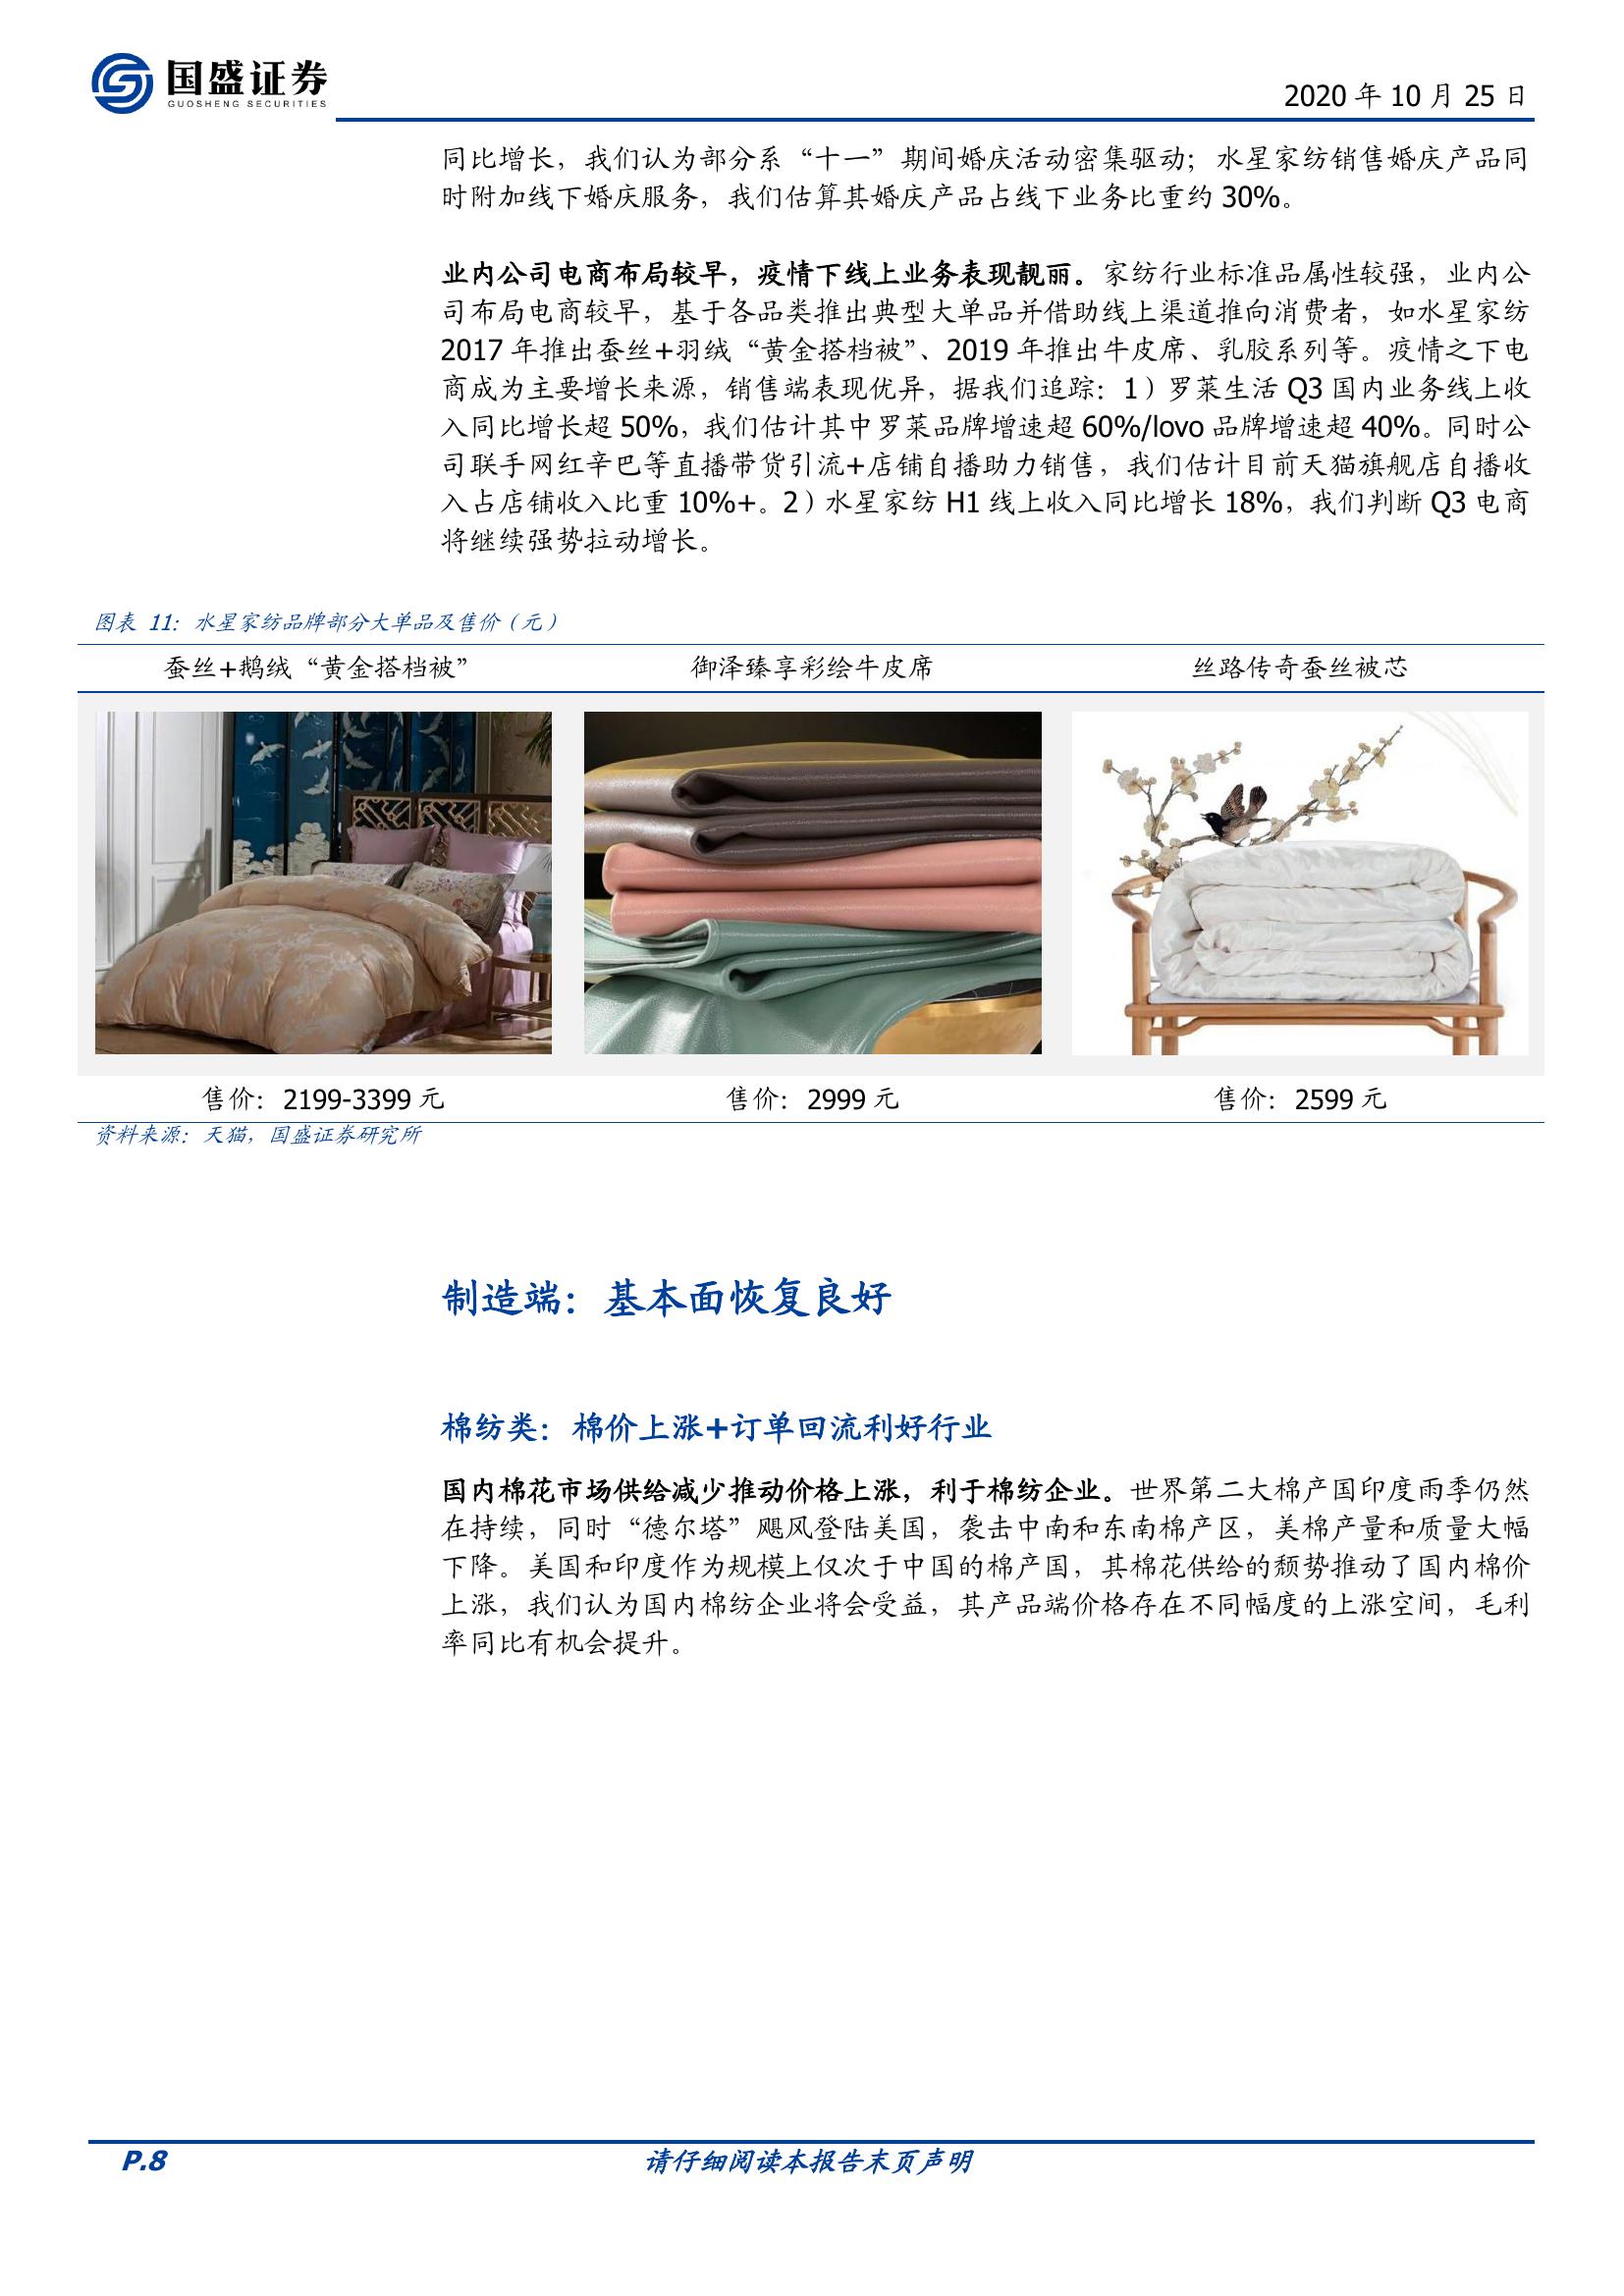 国盛证券
GUOSHENG SECURITIES
2020 年 10 月 25 日
同比增长，我们认为部分系“十一”期间婚庆活动密集驱动；水星家纺销售婚庆产品同
时附加线下婚庆服务，我们估算其婚庆产品占线下业务比重约 30%。
业内公司电商布局较早，疫情下线上业务表现靓丽。家纺行业标准品属性较强，业内公
司布局电商较早，基于各品类推出典型大单品并借助线上渠道推向消费者，如水星家纺
2017 年推出蚕丝+羽绒“黄金搭档被”、2019 年推出牛皮席、乳胶系列等。疫情之下电
商成为主要增长来源，销售端表现优异，据我们追踪：1）罗莱生活 Q3 国内业务线上收
入同比增长超 50%，我们估计其中罗莱品牌增速超 60%/lovo 品牌增速超 40%。同时公
司联手网红辛巴等直播带货引流+店铺自播助力销售，我们估计目前天猫旗舰店自播收
入占店铺收入比重 10%+。2）水星家纺 H1 线上收入同比增长 18%，我们判断 Q3 电商
将继续强势拉动增长。
图表 11：水星家纺品牌部分大单品及售价（元）
蚕丝+鹅绒“黄金搭档被” 御泽臻享彩绘牛皮席 丝路传奇蚕丝被芯
售价：2199-3399 元 售价：2999 元 售价：2599 元
资料来源：天猫，国盛证券研究所
制造端：基本面恢复良好
棉纺类：棉价上涨+订单回流利好行业
国内棉花市场供给减少推动价格上涨，利于棉纺企业。世界第二大棉产国印度雨季仍然
在持续，同时“德尔塔”飓风登陆美国，袭击中南和东南棉产区，美棉产量和质量大幅
下降。美国和印度作为规模上仅次于中国的棉产国，其棉花供给的颓势推动了国内棉价
上涨，我们认为国内棉纺企业将会受益，其产品端价格存在不同幅度的上涨空间，毛利
率同比有机会提升。
P.8 请仔细阅读本报告末页声明